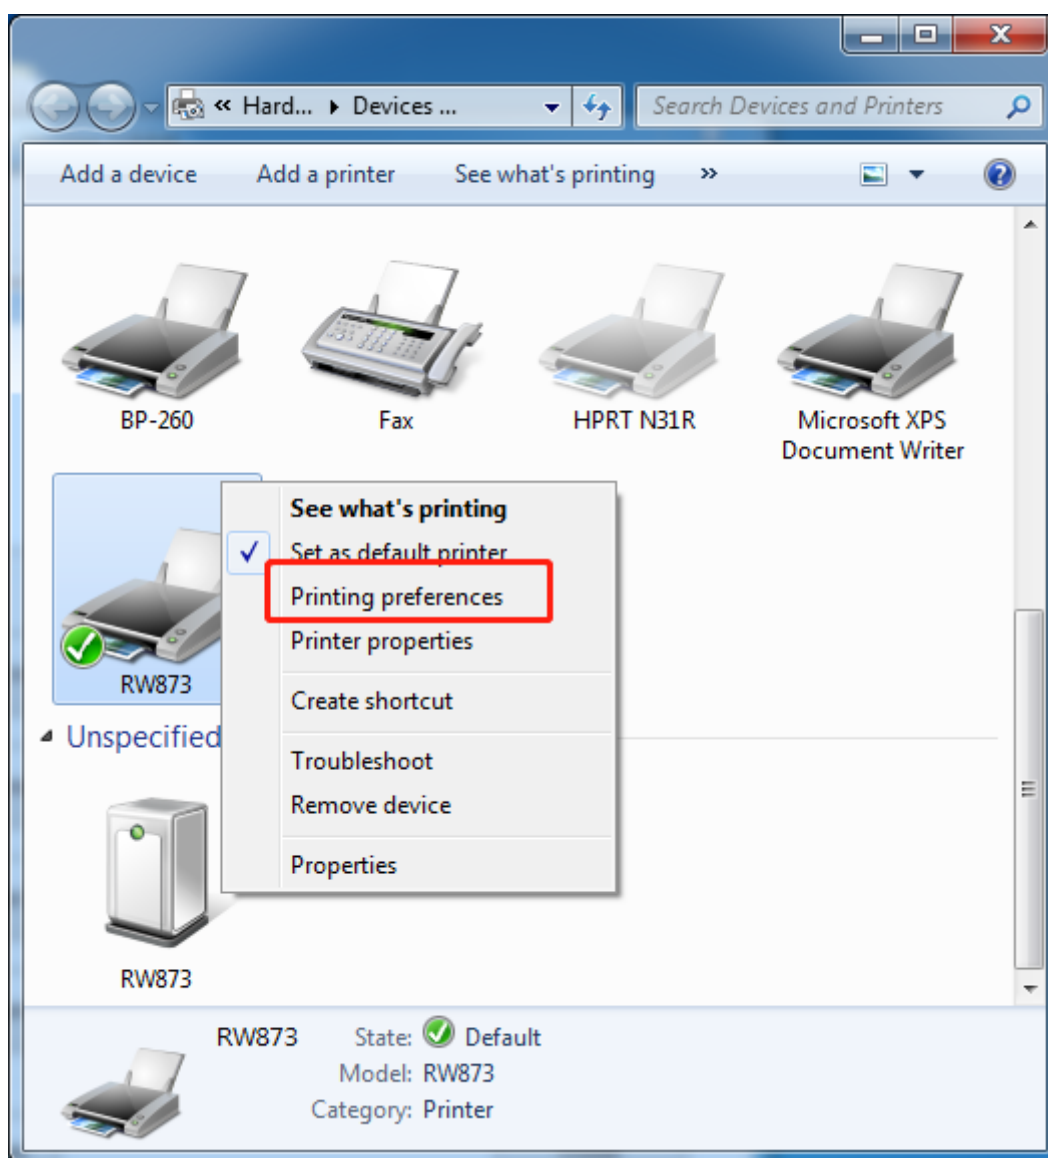 « Hard... ▸ Devices ...
Search Devices and Printers
Add a device Add a printer See what's printing »
BP-260 Fax HPRT N31R Microsoft XPS
Document Writer
See what's printing
Set as default printer
Printing preferences
Printer properties
RW873
Create shortcut
Unspecified
Troubleshoot
Remove device
Properties
RW873
RW873 State: Default
Model: RW873
Category: Printer